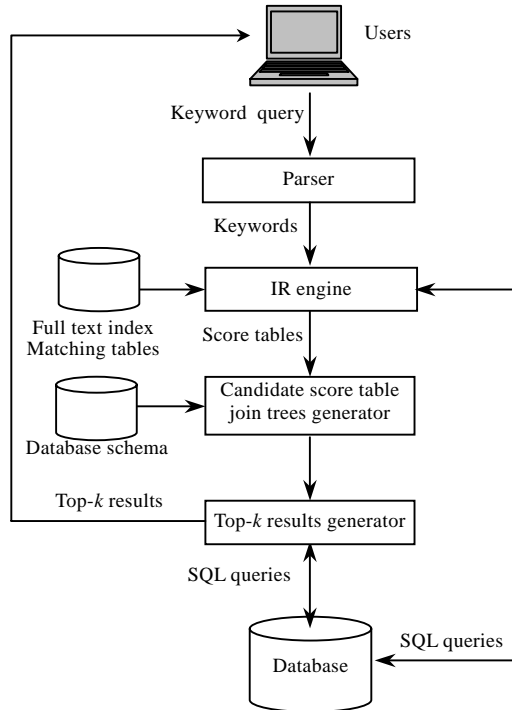 Users
Keyword query
Parser
Keywords
IR engine
Full text index
Matching tables
Score tables
Candidate score table
join trees generator
Database schema
Top-k results
Top-k results generator
SQL queries
SQL queries
Database